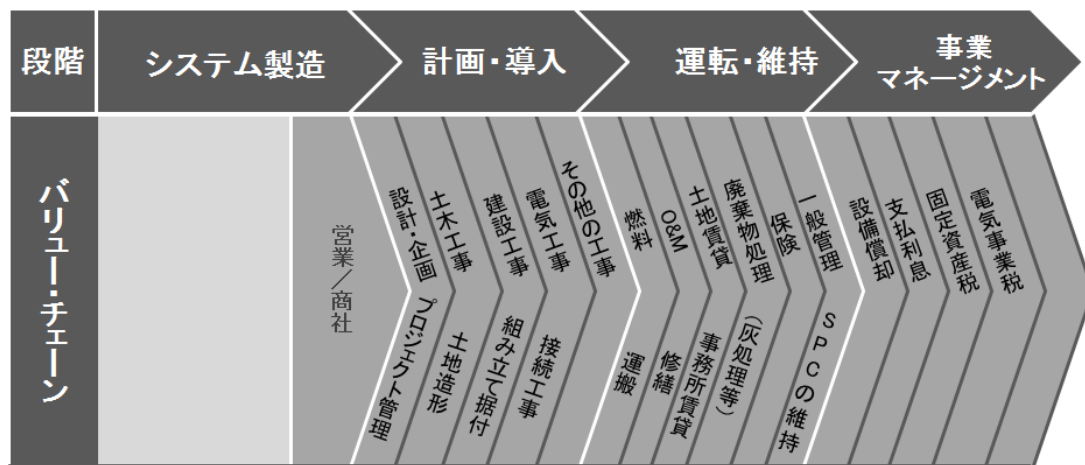 段階
システム製造
計画・導入
運転・維持
事業
マネージメント
バリュー・チェーン
営業／商社
設計・企画
プロジェクト管理
土木工事
土地造形
建設工事
組み立て据付
電気工事
接続工事
その他の工事
燃料
運搬
O&M
修繕
土地賃貸
事務所賃貸
廃棄物処理
（灰処理等）
保険
一般管理
SPCの維持
設備償却
支払利息
固定資産税
電気事業税